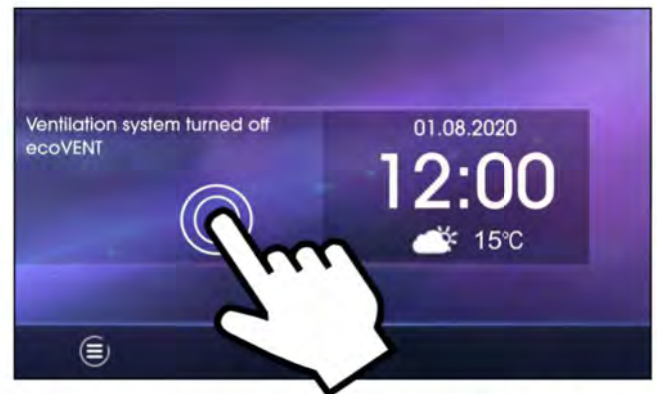 Ventilation system turned off
ecoVENT
01.08.2020
12:00
15°C